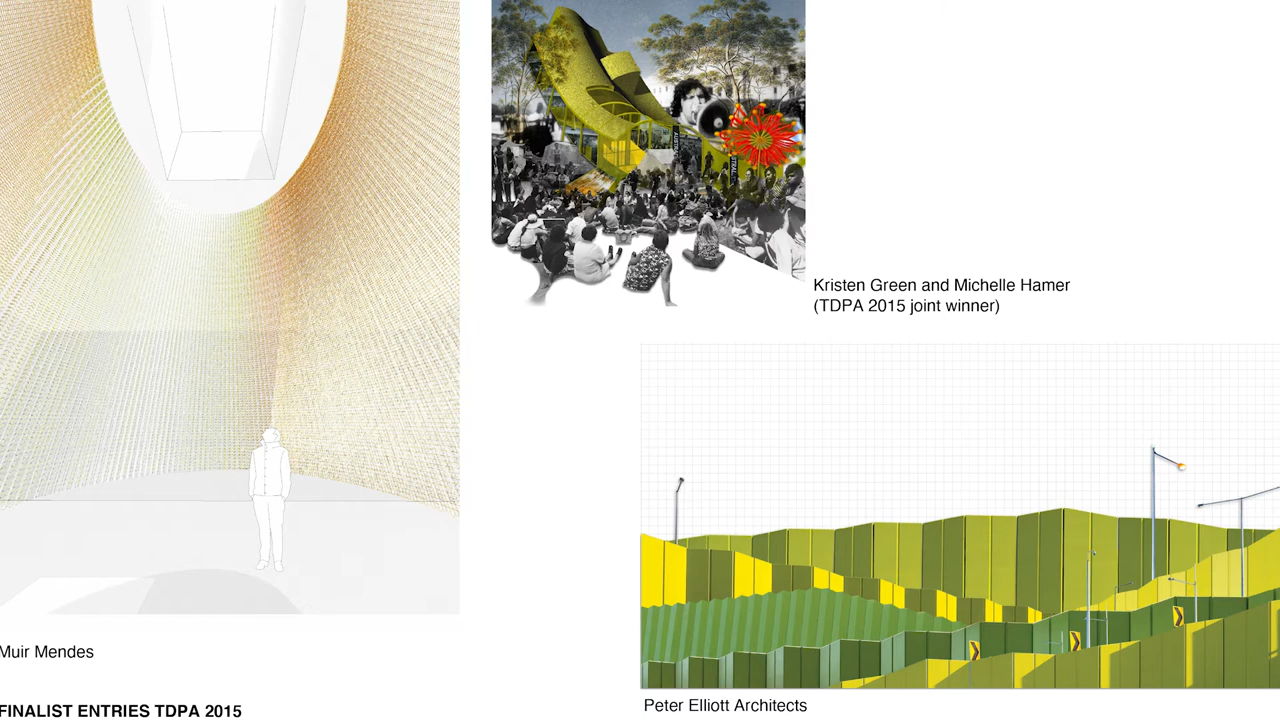 Kristen Green and Michelle Hamer
(TDPA 2015 joint winner)
Muir Mendes
Peter Elliott Architects
FINALIST ENTRIES TDPA 2015